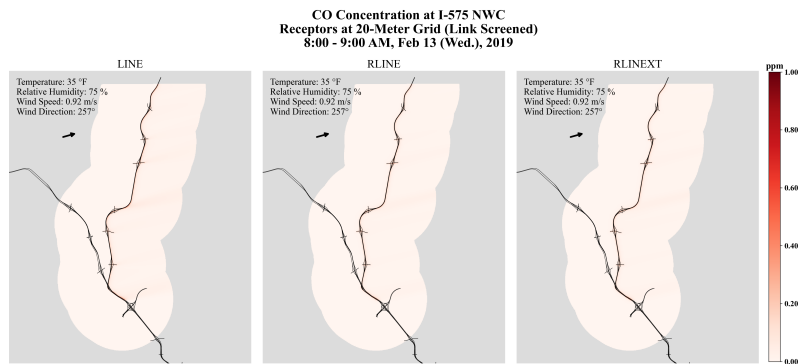 CO Concentration at I-575 NWC
Receptors at 20-Meter Grid (Link Screened)
8:00 - 9:00 AM, Feb 13 (Wed.), 2019
LINE
Temperature: 35 °F
Relative Humidity: 75 %
Wind Speed: 0.92 m/s
Wind Direction: 257°
RLINE
Temperature: 35 °F
Relative Humidity: 75 %
Wind Speed: 0.92 m/s
Wind Direction: 257°
RLINEXT
Temperature: 35 °F
Relative Humidity: 75 %
Wind Speed: 0.92 m/s
Wind Direction: 257°
ppm
1.00
0.80
0.60
0.40
0.20
0.00